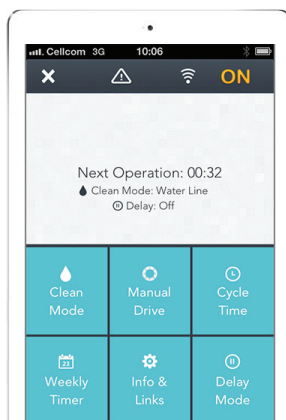 Cellcom 3G 10:06
ON
Next Operation: 00:32
Clean Mode: Water Line
Delay: Off
Clean Mode
Manual Drive
Cycle Time
23
Weekly Timer
Info & Links
Delay Mode